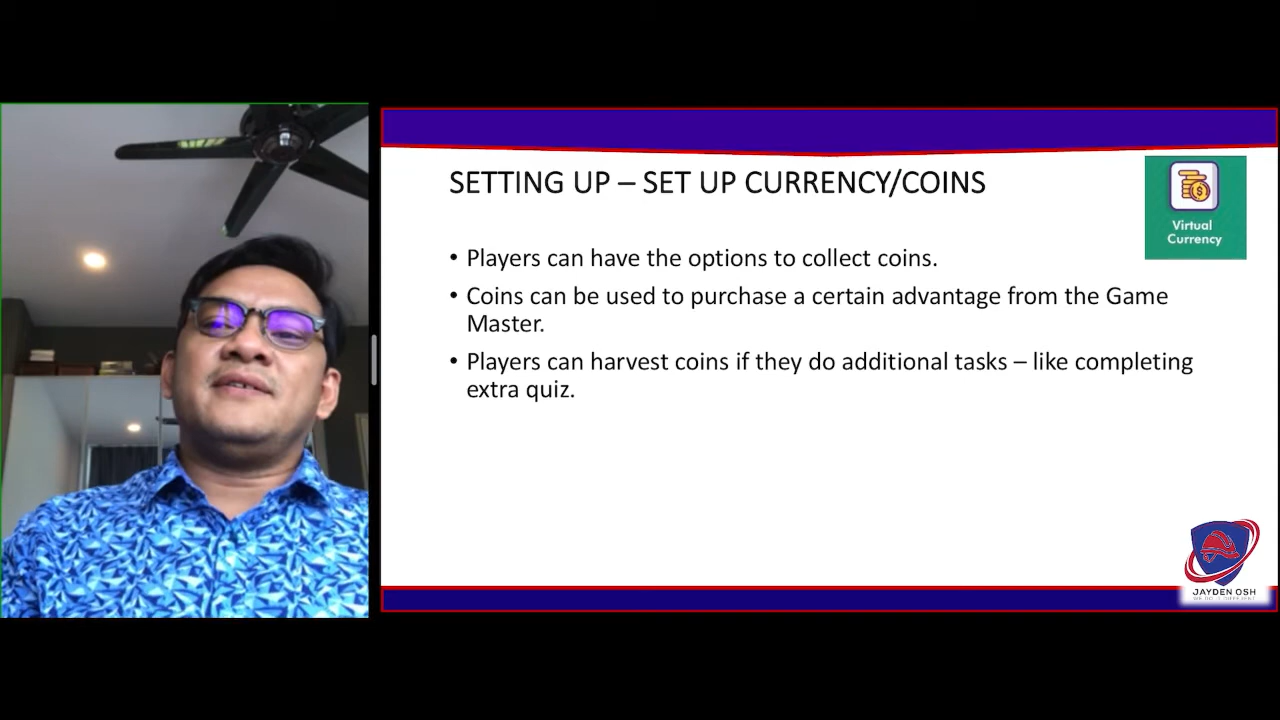 SETTING UP – SET UP CURRENCY/COINS
Virtual
Currency
• Players can have the options to collect coins.
• Coins can be used to purchase a certain advantage from the Game
Master.
• Players can harvest coins if they do additional tasks – like completing
extra quiz.
JAYDEN OSH